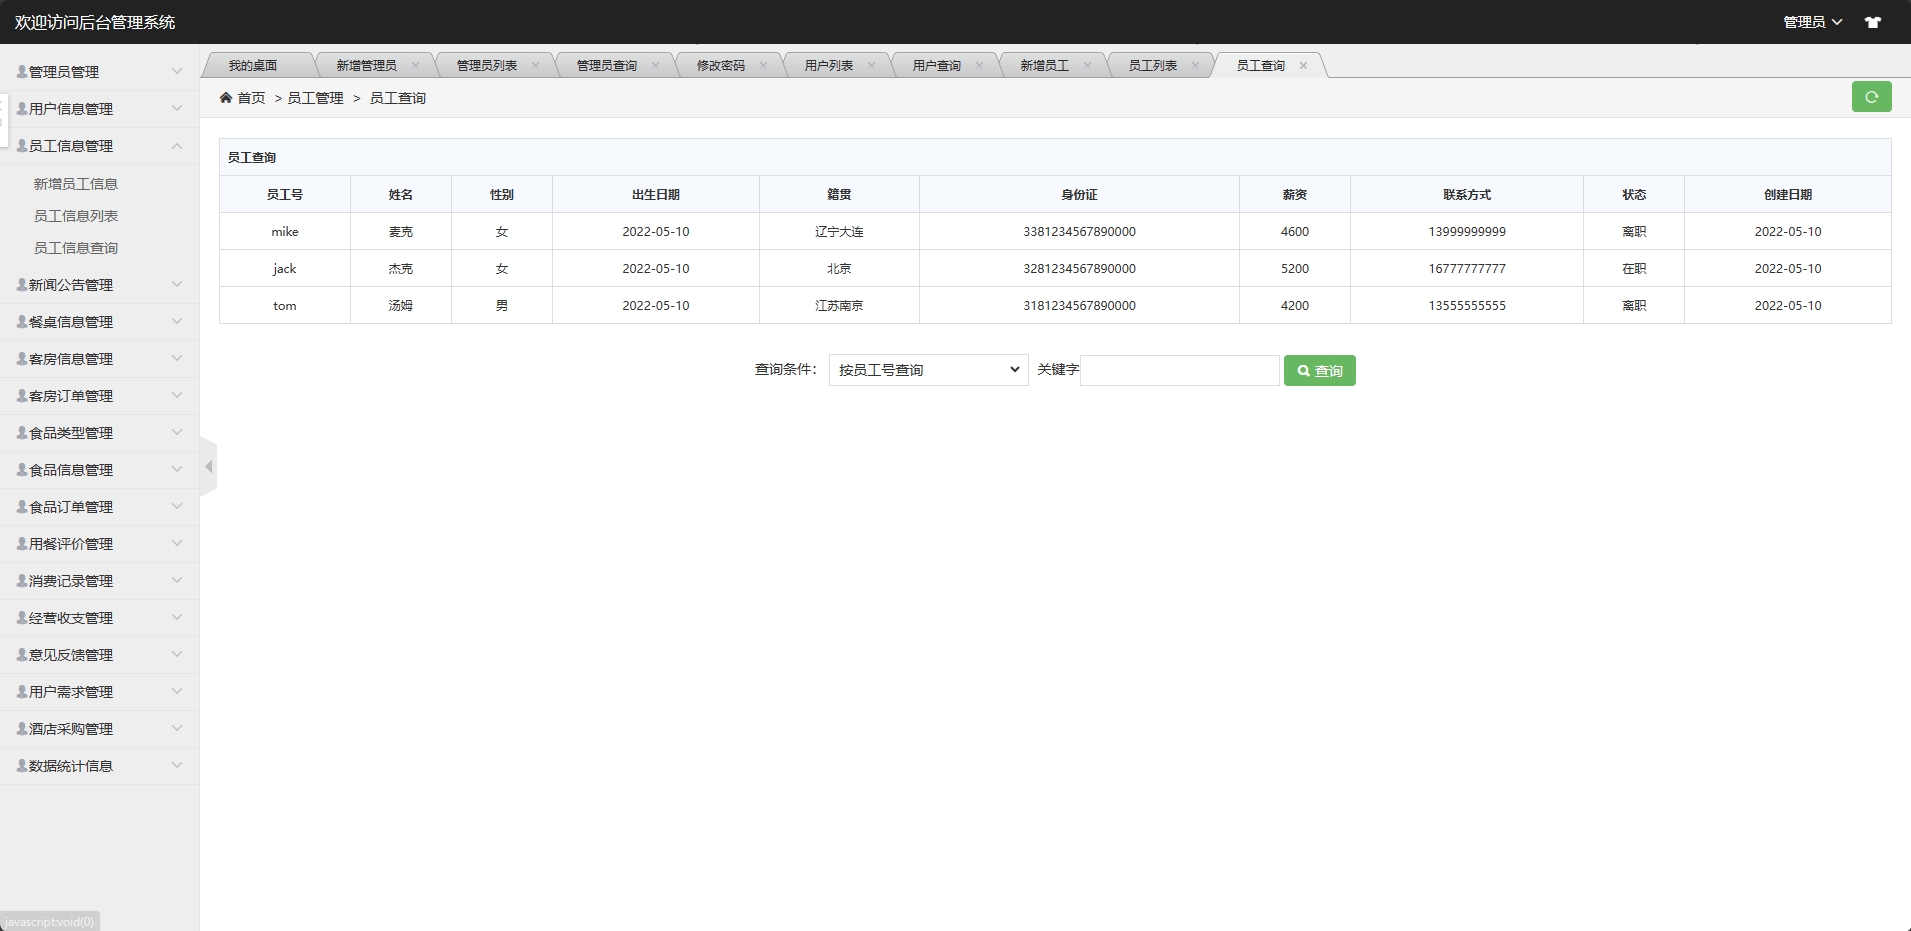 欢迎访问后台管理系统
管理员
我的桌面 新增管理员 管理员列表 管理员查询 修改密码 用户列表 用户查询 新增员工 员工列表 员工查询
首页 > 员工管理 > 员工查询
管理员管理
用户信息管理
员工信息管理
新增员工信息
员工信息列表
员工信息查询
新闻公告管理
餐桌信息管理
客房信息管理
客房订单管理
食品类型管理
食品信息管理
食品订单管理
用餐评价管理
消费记录管理
经营收支管理
意见反馈管理
用户需求管理
酒店采购管理
数据统计信息
员工查询
员工号 姓名 性别 出生日期 籍贯 身份证 薪资 联系方式 状态 创建日期
mike 麦克 女 2022-05-10 辽宁大连 3381234567890000 4600 13999999999 离职 2022-05-10
jack 杰克 女 2022-05-10 北京 3281234567890000 5200 16777777777 在职 2022-05-10
tom 汤姆 男 2022-05-10 江苏南京 3181234567890000 4200 13555555555 离职 2022-05-10
查询条件: 按员工号查询 关键字 查询
javascript:void(0)